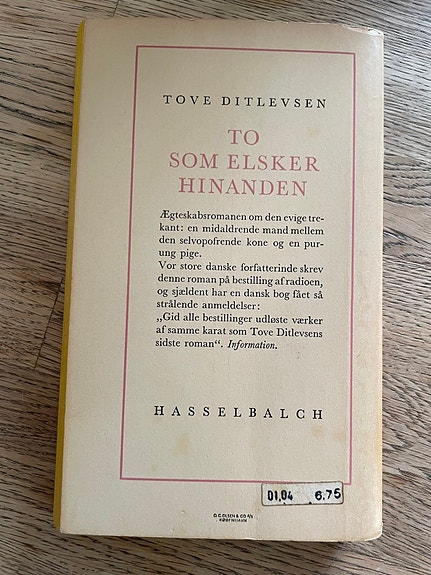 TOVE DITLEVSEN
TO
SOM ELSKER
HINANDEN
Ægteskabsromanen om den evige tre-
kant: en midaldrende mand mellem
den selvopofrende kone og en pur-
ung pige.
Vor store danske forfatterinde skrev
denne roman på bestilling af radioen,
og sjældent har en dansk bog fået så
strålende anmeldelser:
„Gid alle bestillinger udløste værker
af samme karat som Tove Ditlevsens
sidste roman“. Information.
HASSELBALCH
01,04 6.75
O.C. OLSEN & CO A/S
KØBENHAVN